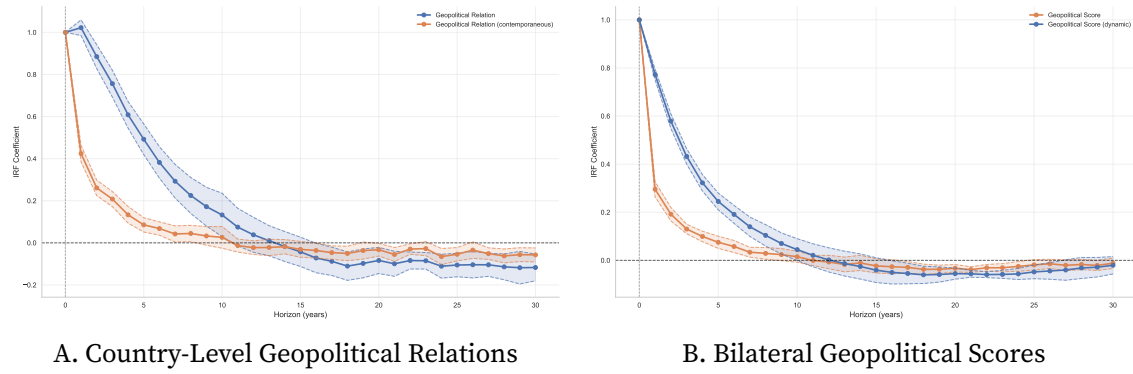 Geopolitical Relation
Geopolitical Relation (contemporaneous)
1.0
0.8
0.6
0.4
0.2
0.0
−0.2
IRF Coefficient
0 5 10 15 20 25 30
Horizon (years)
A. Country-Level Geopolitical Relations
Geopolitical Score
Geopolitical Score (dynamic)
1.0
0.8
0.6
0.4
0.2
0.0
IRF Coefficient
0 5 10 15 20 25 30
Horizon (years)
B. Bilateral Geopolitical Scores